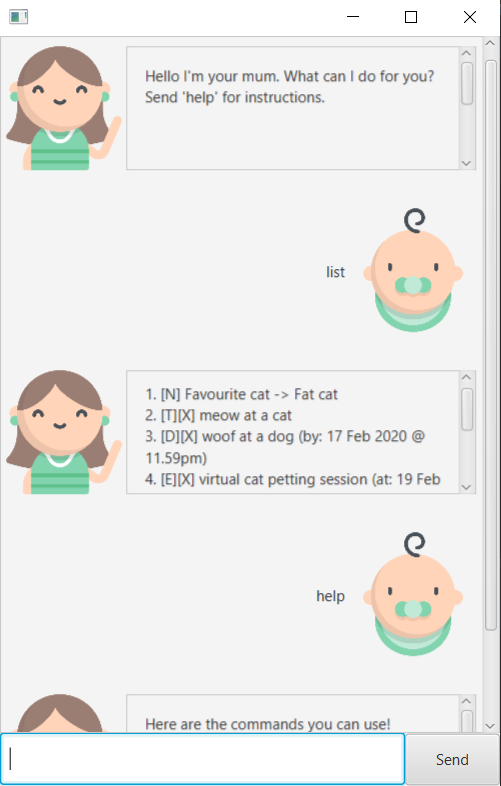 Hello I'm your mum. What can I do for you?
Send 'help' for instructions.
list
1. [N] Favourite cat -> Fat cat
2. [T][X] meow at a cat
3. [D][X] woof at a dog (by: 17 Feb 2020 @
11.59pm)
4. [E][X] virtual cat petting session (at: 19 Feb
help
Here are the commands you can use!
Send